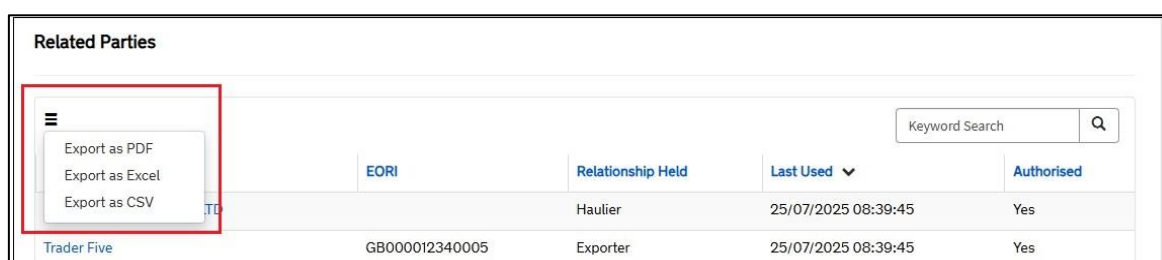 Related Parties
Keyword Search
Export as PDF
Export as Excel
Export as CSV
EORI Relationship Held Last Used Authorised
LTD Haulier 25/07/2025 08:39:45 Yes
Trader Five GB000012340005 Exporter 25/07/2025 08:39:45 Yes